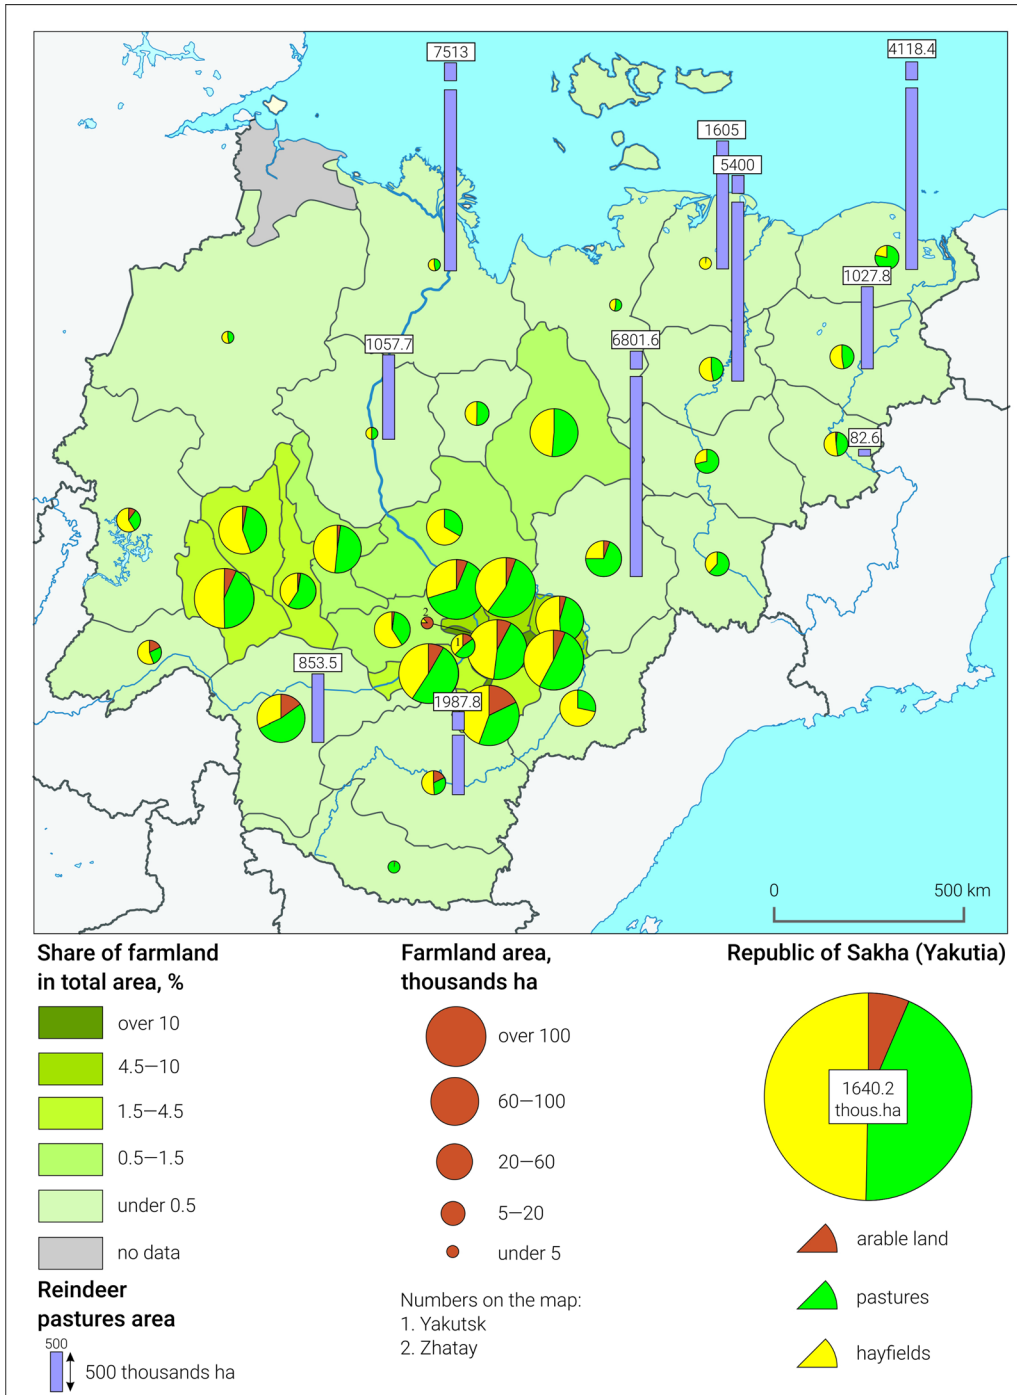 7513
4118.4
1605
5400
1027.8
6801.6
1057.7
82.6
2
1
853.5
1987.8
0
500 km
Share of farmland
in total area, %
over 10
4.5—10
1.5—4.5
0.5—1.5
under 0.5
no data
Reindeer
pastures area
500
500 thousands ha
Farmland area,
thousands ha
over 100
60—100
20—60
5—20
under 5
Numbers on the map:
1. Yakutsk
2. Zhatay
Republic of Sakha (Yakutia)
1640.2
thous.ha
arable land
pastures
hayfields